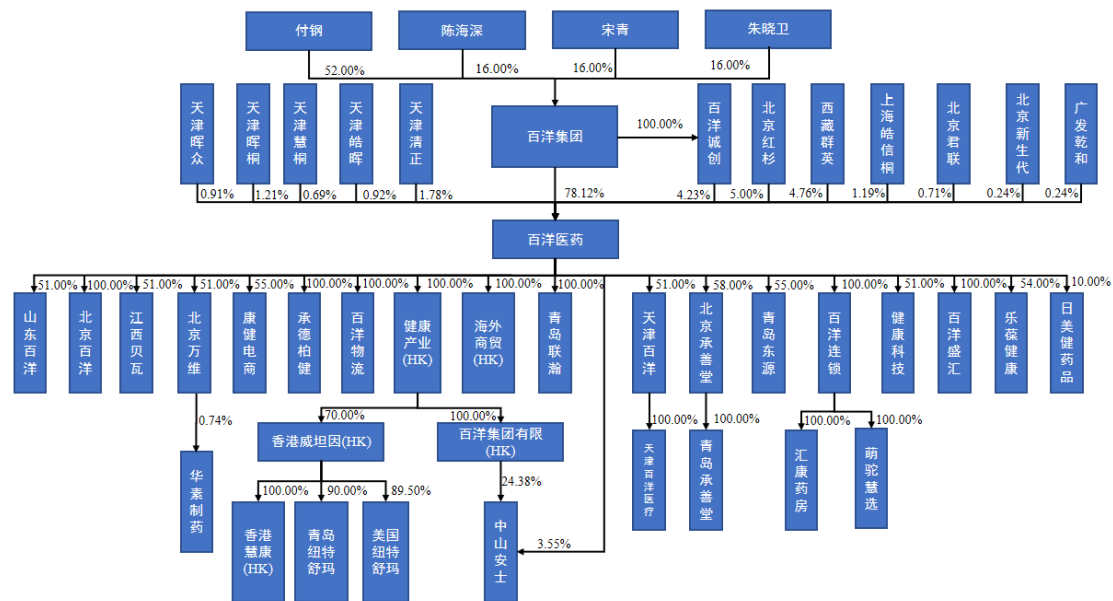 付钢
陈海深
宋青
朱晓卫
52.00%
16.00%
16.00%
16.00%
天津晖众
天津晖桐
天津慧桐
天津皓晖
天津清正
百洋集团
100.00%
百洋诚创
北京红杉
西藏群英
上海皓信桐
北京君联
北京新生代
广发乾和
0.91%
1.21%
0.69%
0.92%
1.78%
78.12%
4.23%
5.00%
4.76%
1.19%
0.71%
0.24%
0.24%
百洋医药
51.00%
100.00%
51.00%
51.00%
55.00%
100.00%
100.00%
100.00%
100.00%
100.00%
51.00%
58.00%
55.00%
100.00%
51.00%
100.00%
54.00%
10.00%
山东百洋
北京百洋
江西贝瓦
北京万维
康健电商
承德柏健
百洋物流
健康
产业
(HK)
海外
商贸
(HK)
青岛联瀚
天津百洋
北京承善堂
青岛东源
百洋连锁
健康科技
百洋盛汇
乐葆健康
日美健药品
0.74%
70.00%
100.00%
100.00%
100.00%
100.00%
100.00%
华素制药
香港威坦因(HK)
百洋集团有限
(HK)
天津百洋医疗
青岛承善堂
汇康药房
萌驼慧选
100.00%
90.00%
89.50%
24.38%
3.55%
香港
慧康
(HK)
青岛
纽特
舒玛
美国
纽特
舒玛
中山安士